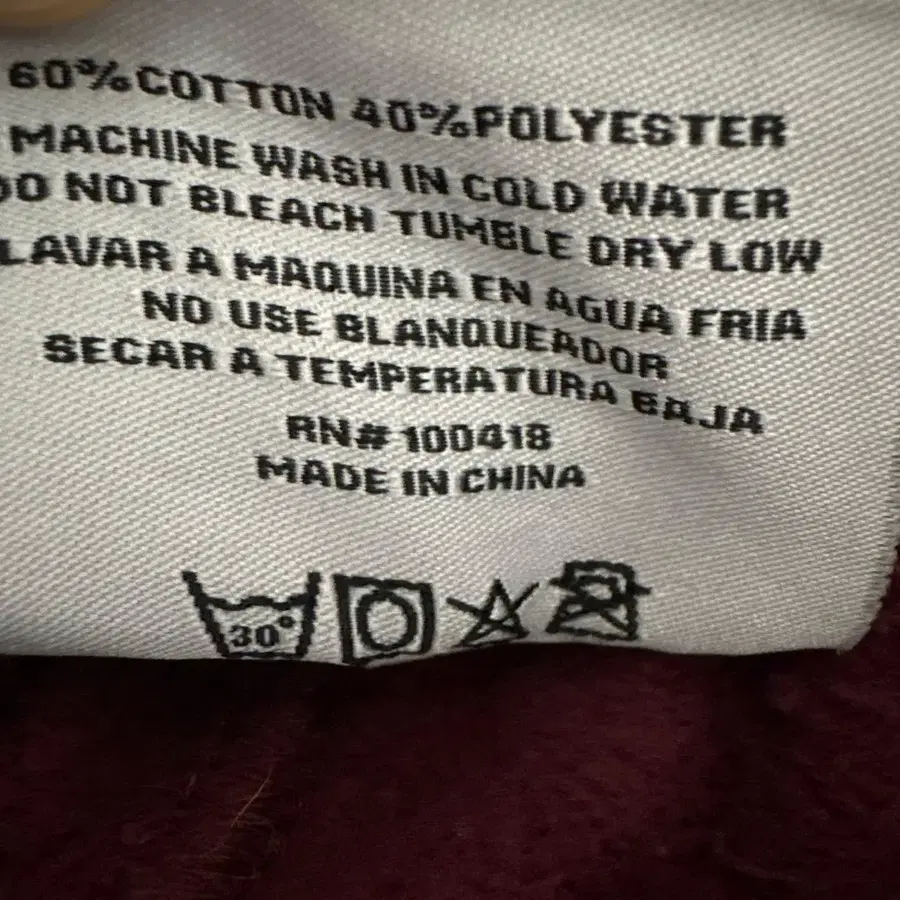 60%COTTON 40%POLYESTER
MACHINE WASH IN COLD WATER
DO NOT BLEACH TUMBLE DRY LOW
LAVAR A MAQUINA EN AGUA FRIA
NO USE BLANQUEADOR
SECAR A TEMPERATURA BAJA
RN# 100418
MADE IN CHINA
30°